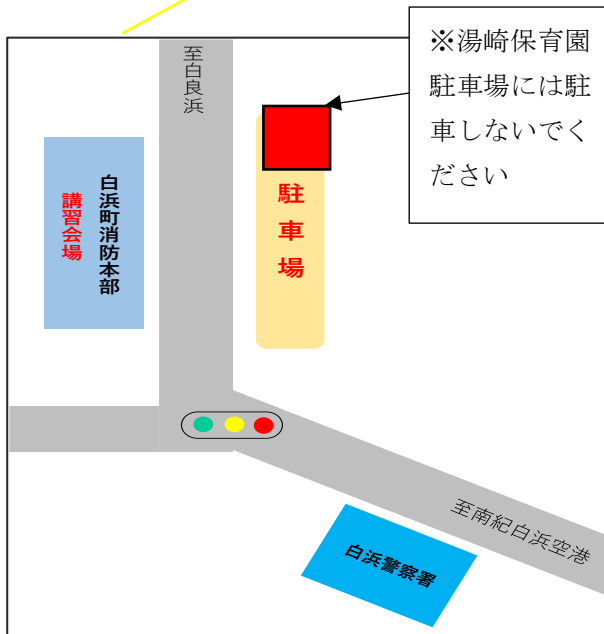 ※湯崎保育園
駐車場には駐
車しないでく
ださい
至白良浜
駐車場
白浜町消防本部
講習会場
至南紀白浜空港
白浜警察署